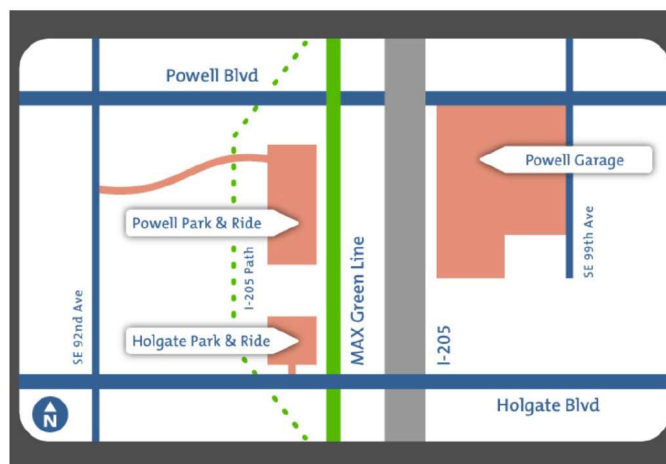 Powell Blvd
Powell Garage
Powell Park & Ride
SE 99th Ave
I-205 Path
MAX Green Line
SE 92nd Ave
Holgate Park & Ride
I-205
Holgate Blvd
N